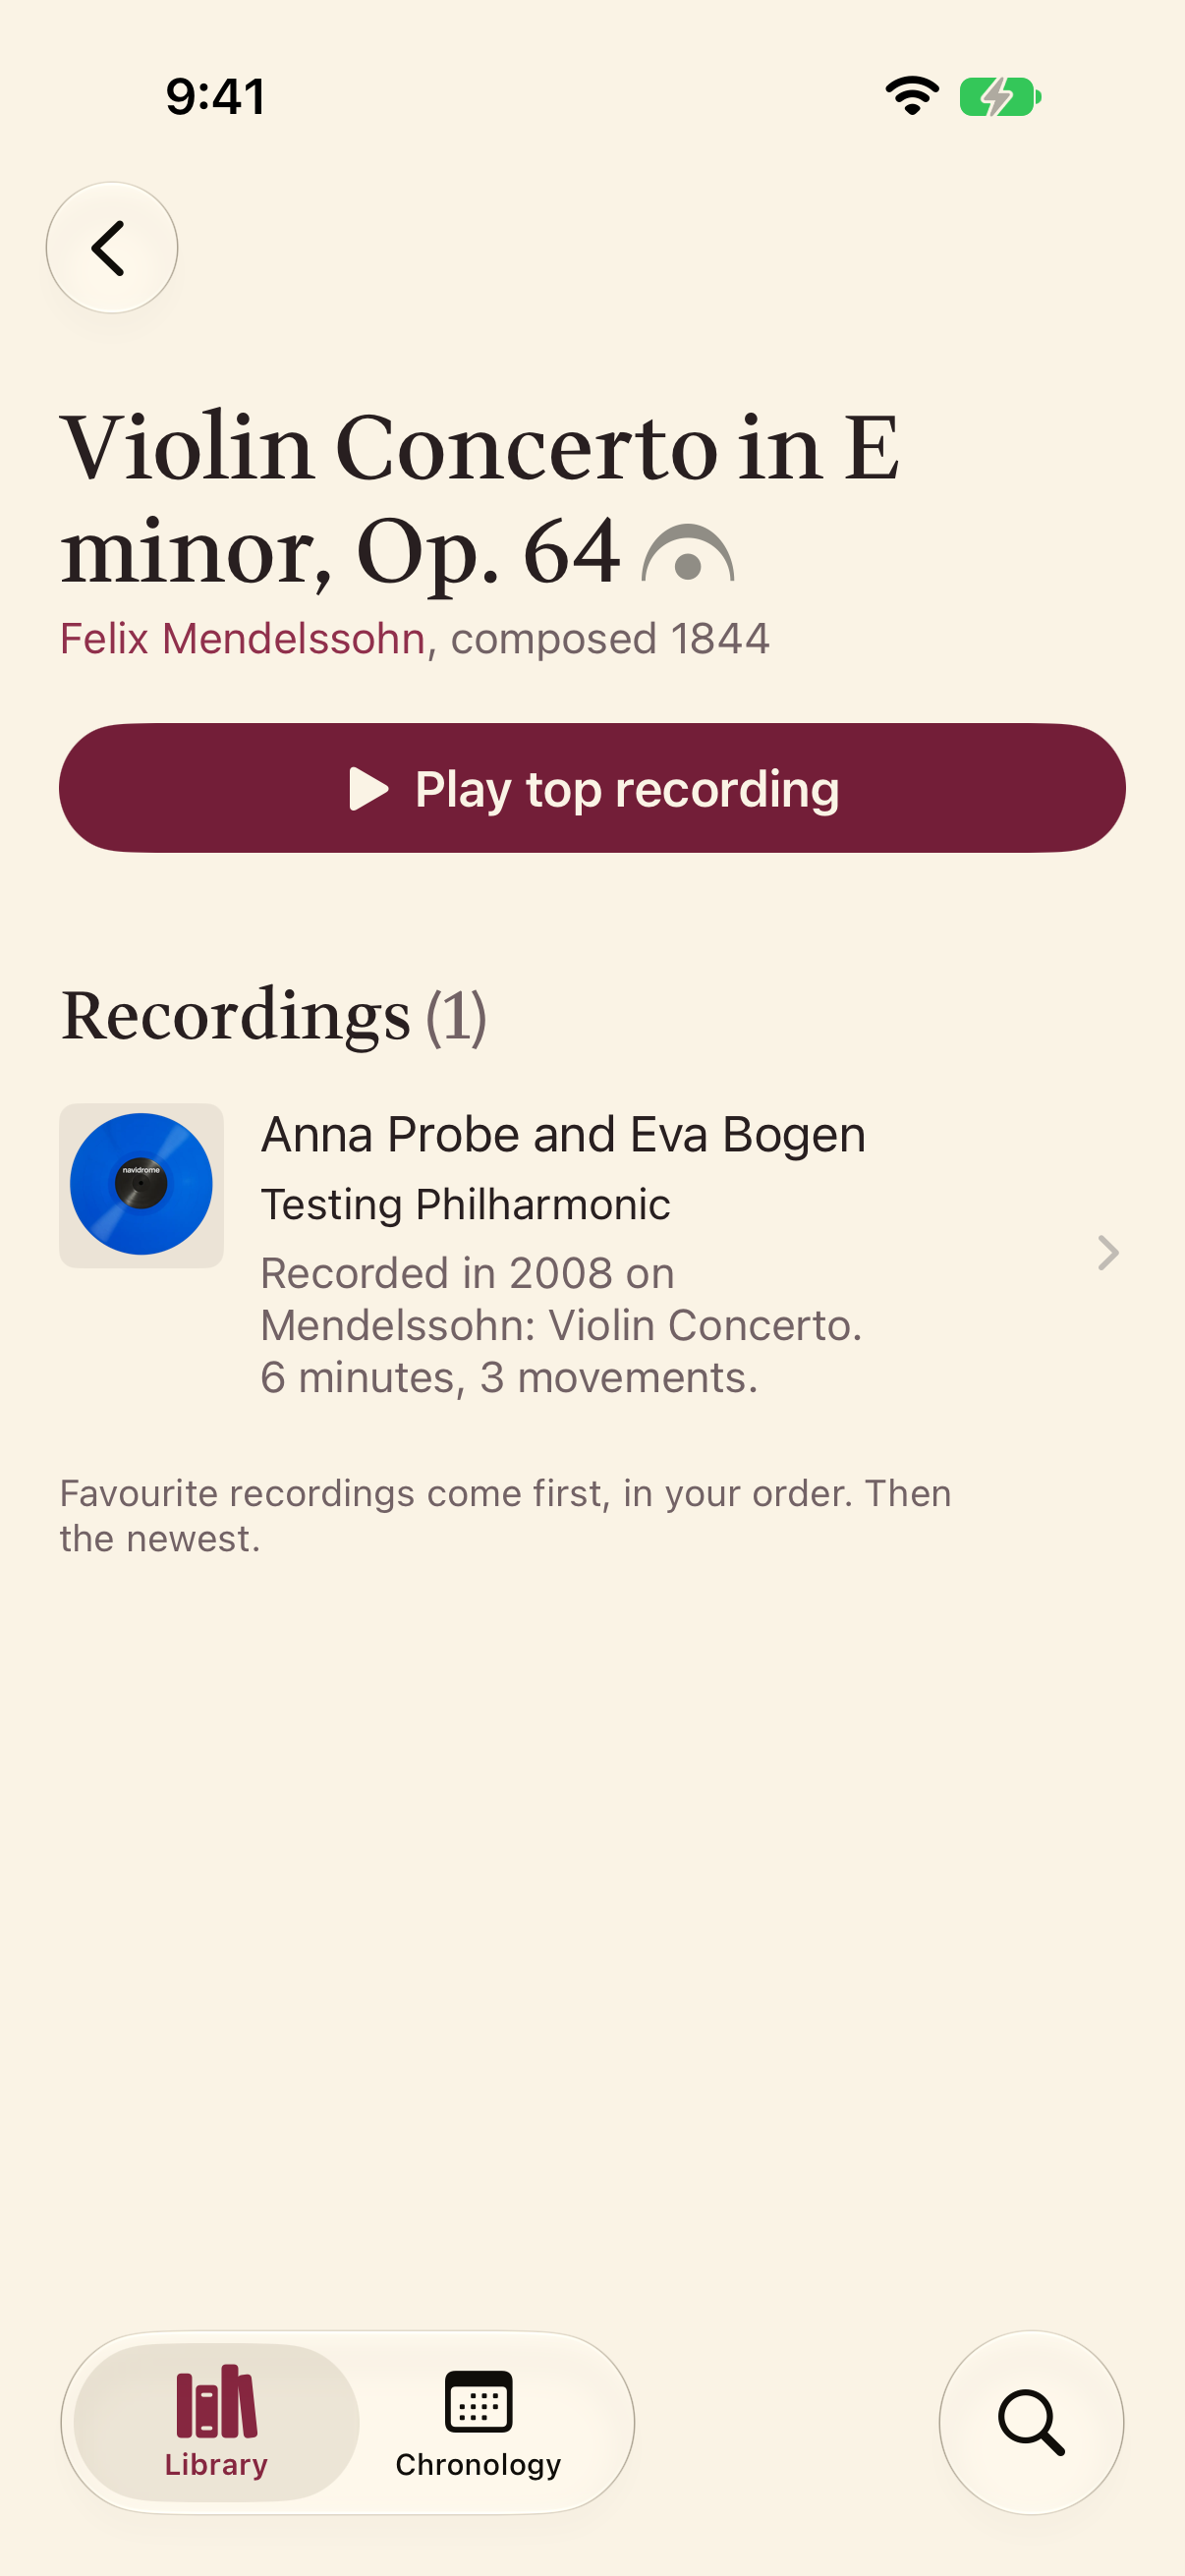 9:41
Violin Concerto in E
minor, Op. 64
Felix Mendelssohn, composed 1844
Play top recording
Recordings (1)
navidrome
Anna Probe and Eva Bogen
Testing Philharmonic
Recorded in 2008 on
Mendelssohn: Violin Concerto.
6 minutes, 3 movements.
Favourite recordings come first, in your order. Then
the newest.
Library
Chronology